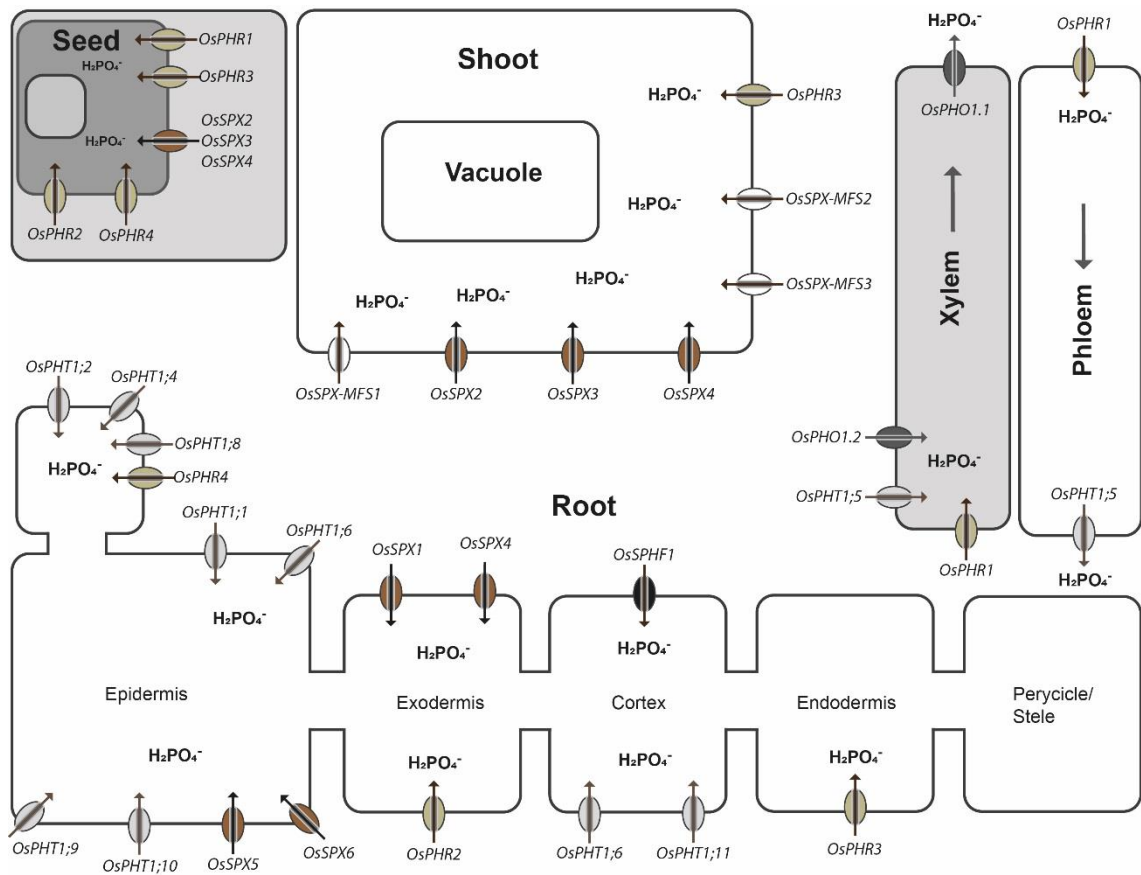 Seed
OsPHR1
H₂PO₄⁻
OsPHR3
H₂PO₄⁻
OsSPX2
OsSPX3
OsSPX4
OsPHR2
OsPHR4
Shoot
H₂PO₄⁻
OsPHR3
Vacuole
H₂PO₄⁻
OsSPX-MFS2
H₂PO₄⁻
H₂PO₄⁻
H₂PO₄⁻
OsSPX-MFS3
OsSPX-MFS1
OsSPX2
OsSPX3
OsSPX4
H₂PO₄⁻
OsPHO1.1
Xylem
OsPHO1.2
H₂PO₄⁻
OsPHT1;5
OsPHR1
OsPHR1
H₂PO₄⁻
Phloem
OsPHT1;5
H₂PO₄⁻
OsPHT1;2
OsPHT1;4
OsPHT1;8
H₂PO₄⁻
OsPHR4
Root
OsPHT1;1
OsPHT1;6
OsSPX1
OsSPX4
OsSPHF1
H₂PO₄⁻
H₂PO₄⁻
H₂PO₄⁻
Epidermis
Exodermis
Cortex
Endodermis
Perycicle/
Stele
H₂PO₄⁻
H₂PO₄⁻
H₂PO₄⁻
H₂PO₄⁻
OsPHT1;9
OsPHT1;10
OsSPX5
OsSPX6
OsPHR2
OsPHT1;6
OsPHT1;11
OsPHR3